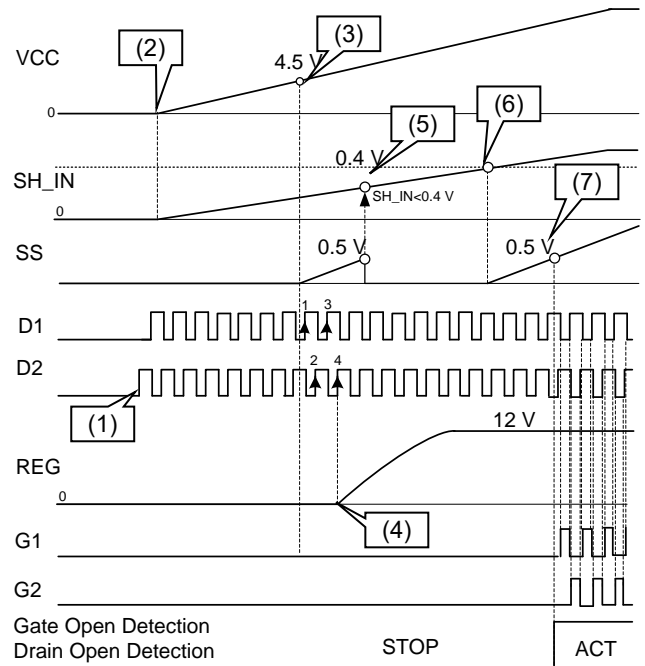 VCC
(2)
4.5 V
(3)
0
(5)
(6)
0.4 V
SH_IN
SH_IN<0.4 V
(7)
0
SS
0.5 V
0.5 V
D1
1
3
D2
2
4
(1)
12 V
REG
0
(4)
G1
G2
Gate Open Detection
Drain Open Detection
STOP
ACT